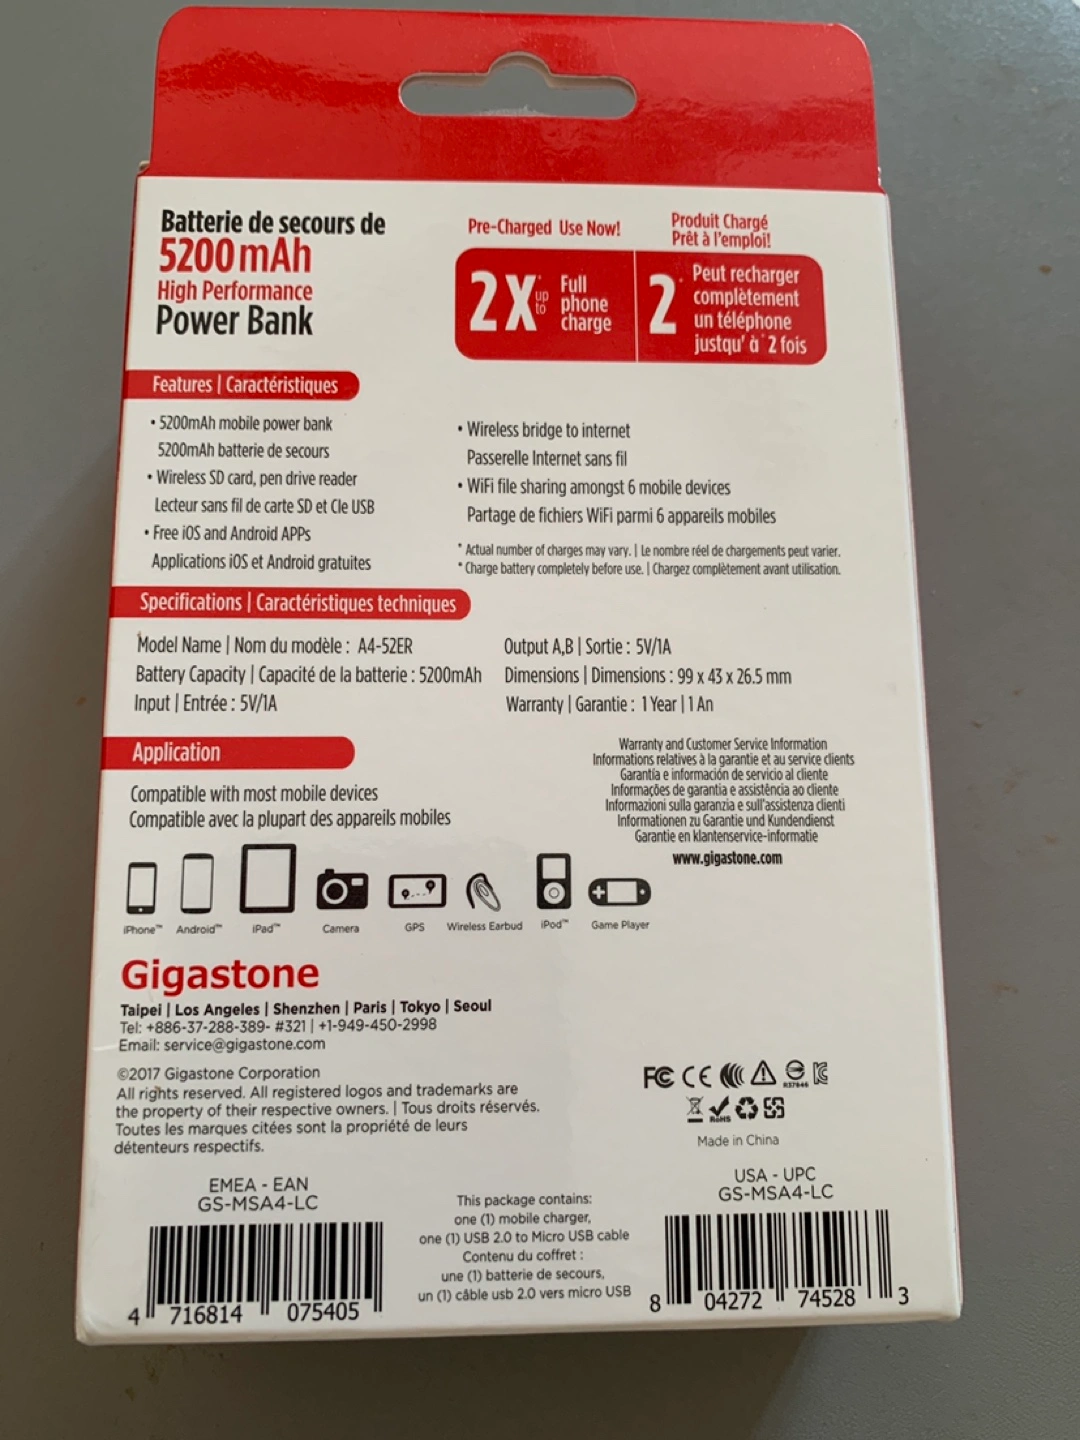 Batterie de secours de
5200mAh
High Performance
Power Bank
Pre-Charged Use Now!
Produit Chargé
Prêt à l'emploi!
2X* up to
Full
phone
charge
2*
Peut recharger
complètement
un téléphone
jusqu' à * 2 fois
Features | Caractéristiques
• 5200mAh mobile power bank
5200mAh batterie de secours
• Wireless SD card, pen drive reader
Lecteur sans fil de carte SD et Cle USB
• Free iOS and Android APPs
Applications iOS et Android gratuites
• Wireless bridge to internet
Passerelle Internet sans fil
• WiFi file sharing amongst 6 mobile devices
Partage de fichiers WiFi parmi 6 appareils mobiles
* Actual number of charges may vary. | Le nombre réel de chargements peut varier.
* Charge battery completely before use. | Chargez complètement avant utilisation.
Specifications | Caractéristiques techniques
Model Name | Nom du modèle : A4-52ER
Battery Capacity | Capacité de la batterie : 5200mAh
Input | Entrée : 5V/1A
Output A,B | Sortie : 5V/1A
Dimensions | Dimensions : 99 x 43 x 26.5 mm
Warranty | Garantie : 1 Year | 1 An
Application
Compatible with most mobile devices
Compatible avec la plupart des appareils mobiles
Warranty and Customer Service Information
Informations relatives à la garantie et au service clients
Garantía e información de servicio al cliente
Informações de garantia e assistência ao cliente
Informazioni sulla garanzia e sull'assistenza clienti
Informationen zu Garantie und Kundendienst
Garantie en klantenservice-informatie
www.gigastone.com
iPhone™ Android™ iPad™ Camera GPS Wireless Earbud iPod™ Game Player
Gigastone
Taipei | Los Angeles | Shenzhen | Paris | Tokyo | Seoul
Tel: +886-37-288-389- #321 | +1-949-450-2998
Email: service@gigastone.com
©2017 Gigastone Corporation
All rights reserved. All registered logos and trademarks are
the property of their respective owners. | Tous droits réservés.
Toutes les marques citées sont la propriété de leurs
détenteurs respectifs.
FC CE
RoHS
Made in China
EMEA - EAN
GS-MSA4-LC
4 716814 075405
This package contains:
one (1) mobile charger,
one (1) USB 2.0 to Micro USB cable
Contenu du coffret :
une (1) batterie de secours,
un (1) câble usb 2.0 vers micro USB
USA - UPC
GS-MSA4-LC
8 04272 74528 3